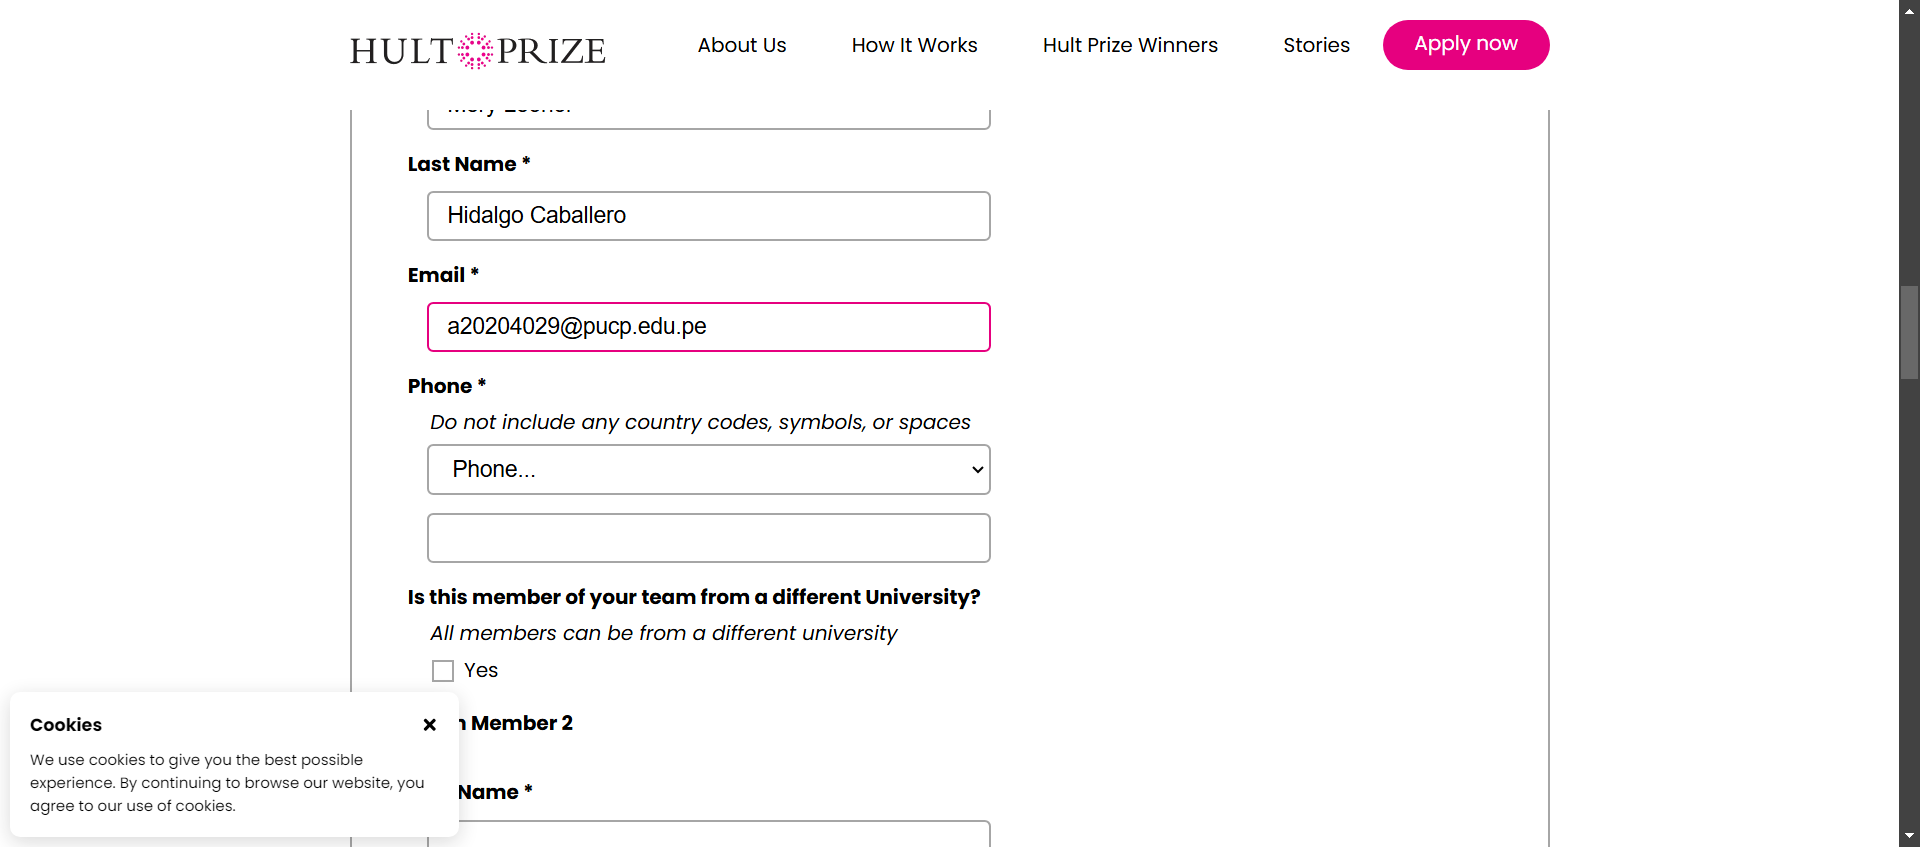 HULT PRIZE
About Us
How It Works
Hult Prize Winners
Stories
Apply now
Last Name *
Hidalgo Caballero
Email *
a20204029@pucp.edu.pe
Phone *
Do not include any country codes, symbols, or spaces
Phone...
Is this member of your team from a different University?
All members can be from a different university
Yes
Member 2
Name *
Cookies
We use cookies to give you the best possible
experience. By continuing to browse our website, you
agree to our use of cookies.